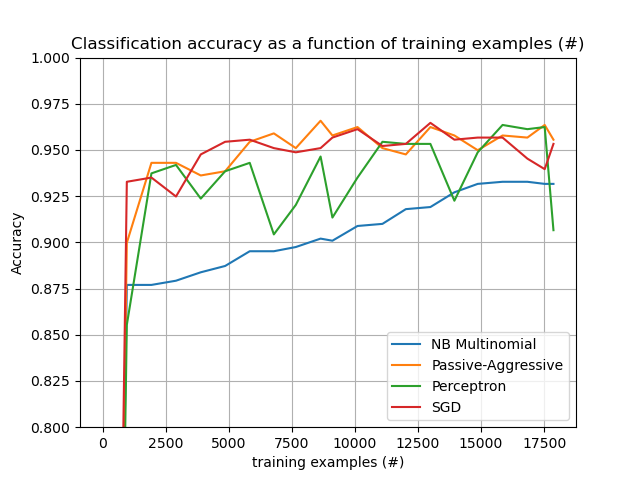 Classification accuracy as a function of training examples (#)
1.000
0.975
0.950
0.925
0.900
0.875
0.850
0.825
0.800
Accuracy
NB Multinomial
Passive-Aggressive
Perceptron
SGD
0 2500 5000 7500 10000 12500 15000 17500
training examples (#)